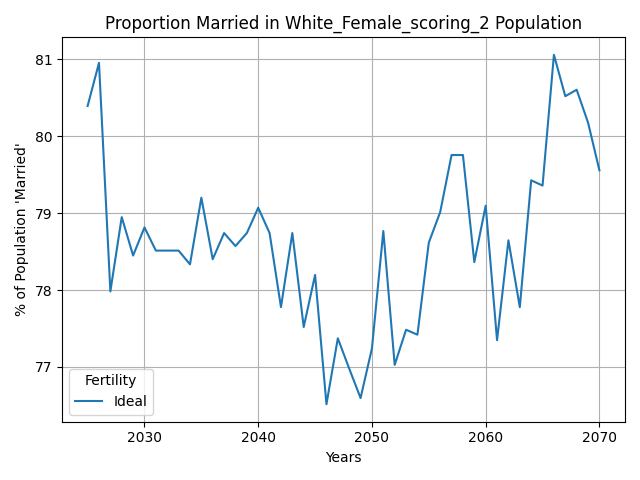 Proportion Married in White_Female_scoring_2 Population
81
80
79
78
77
% of Population 'Married'
Fertility
Ideal
2030 2040 2050 2060 2070
Years